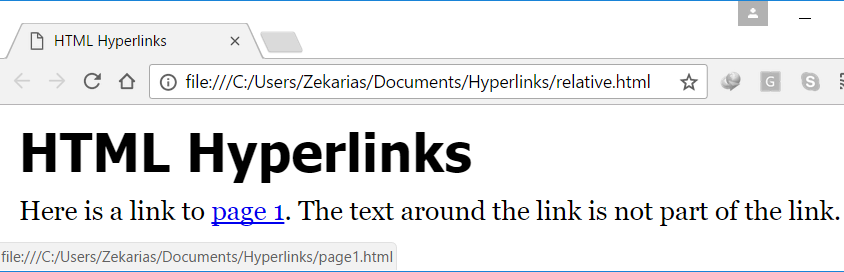 HTML Hyperlinks
file:///C:/Users/Zekarias/Documents/Hyperlinks/relative.html
G
S
HTML Hyperlinks
Here is a link to page 1. The text around the link is not part of the link.
file:///C:/Users/Zekarias/Documents/Hyperlinks/page1.html